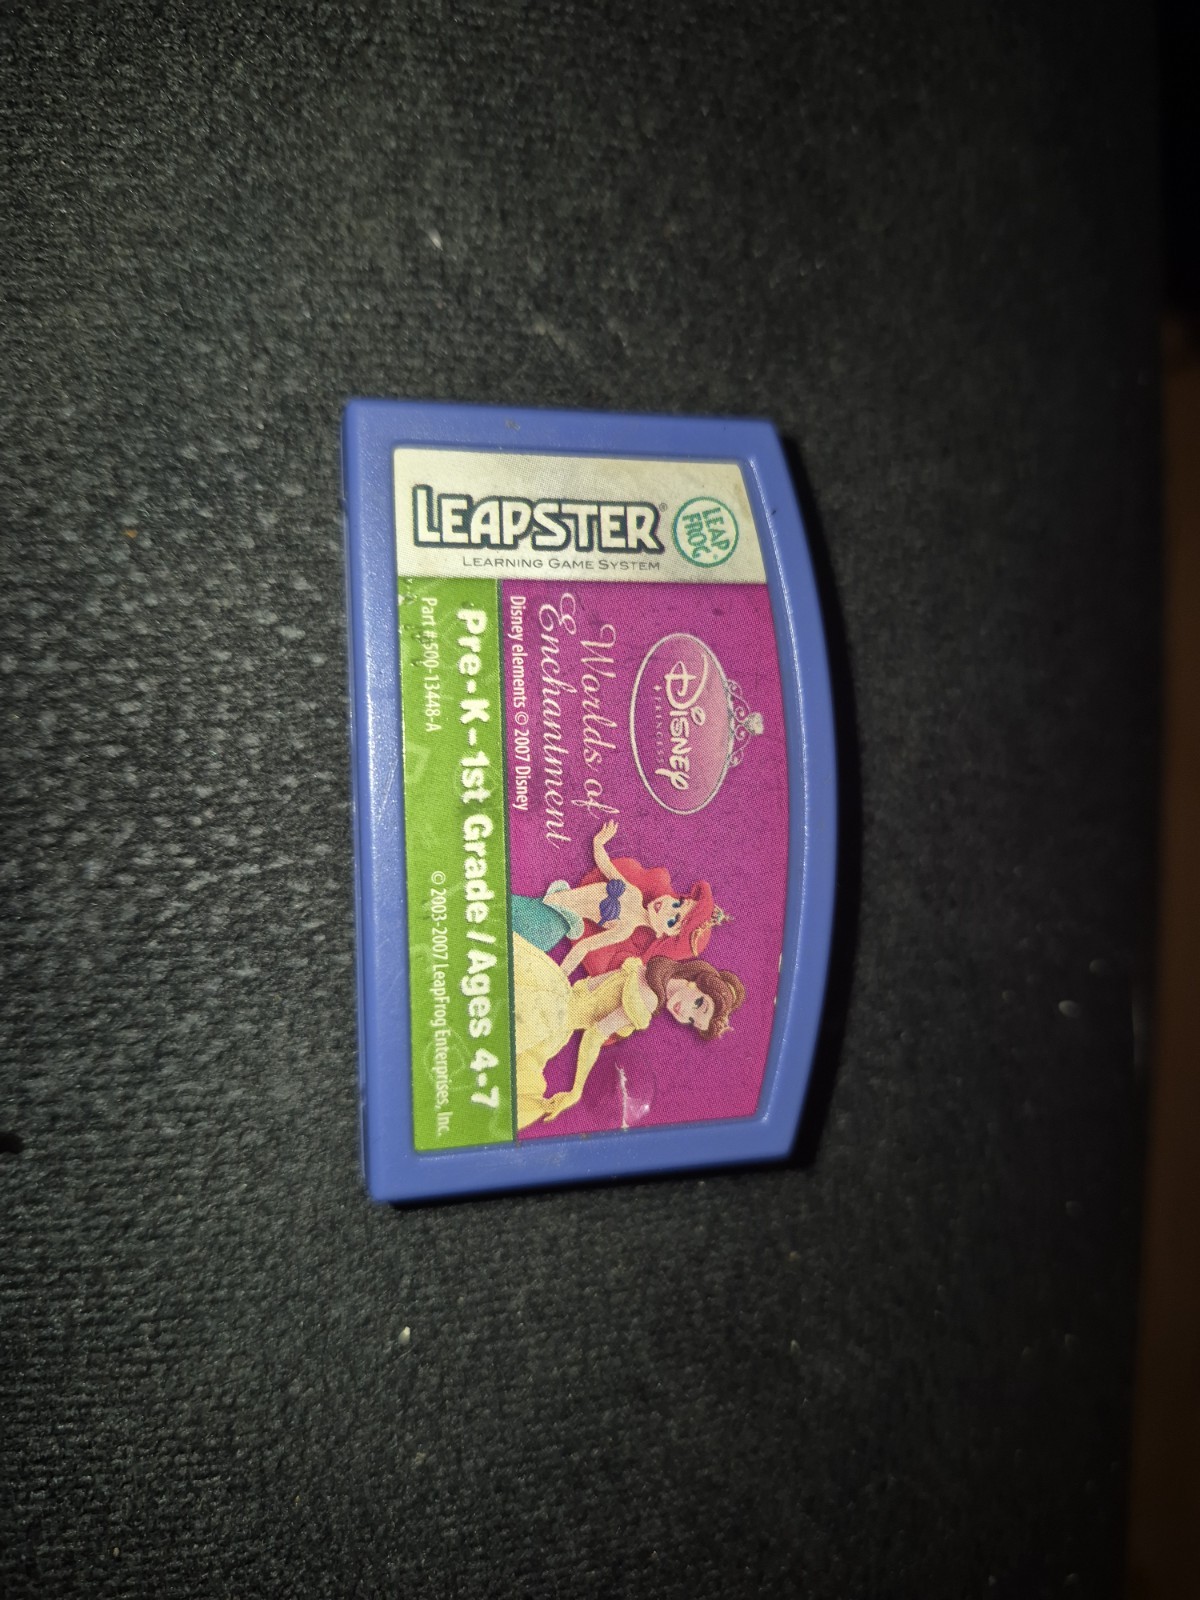 LEAP
FROG
LEAPSTER®
LEARNING GAME SYSTEM
DISNEY
PRINCESS
Worlds of
Enchantment
Disney elements © 2007 Disney
Pre-K-1st Grade/Ages 4-7
Part #500-13448-A
© 2003-2007 LeapFrog Enterprises, Inc.